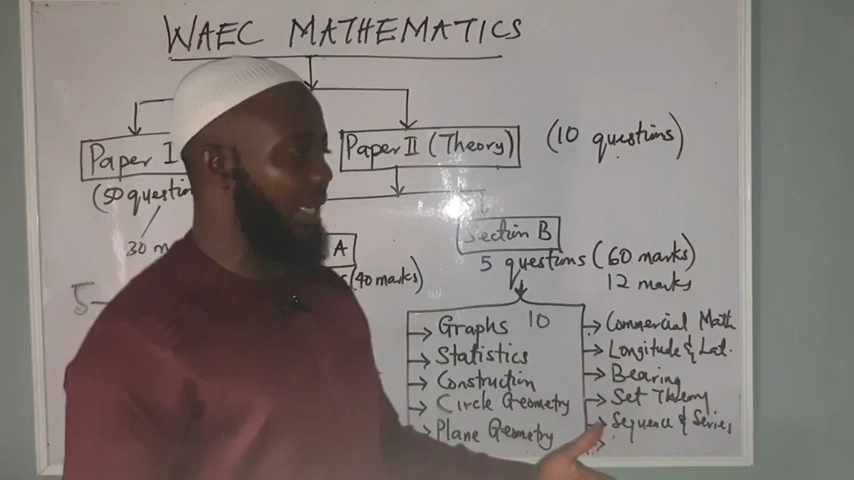 WAEC MATHEMATICS
Paper I
Paper II (Theory)
(10 questions)
(50 question
30 m
A
(40 marks)
Section B
5 questions (60 marks)
12 marks
5
Graphs 10
Statistics
Construction
Circle Geometry
Plane Geometry
Commercial Math
Longitude & Lat.
Bearing
Set Theory
Sequence & Series